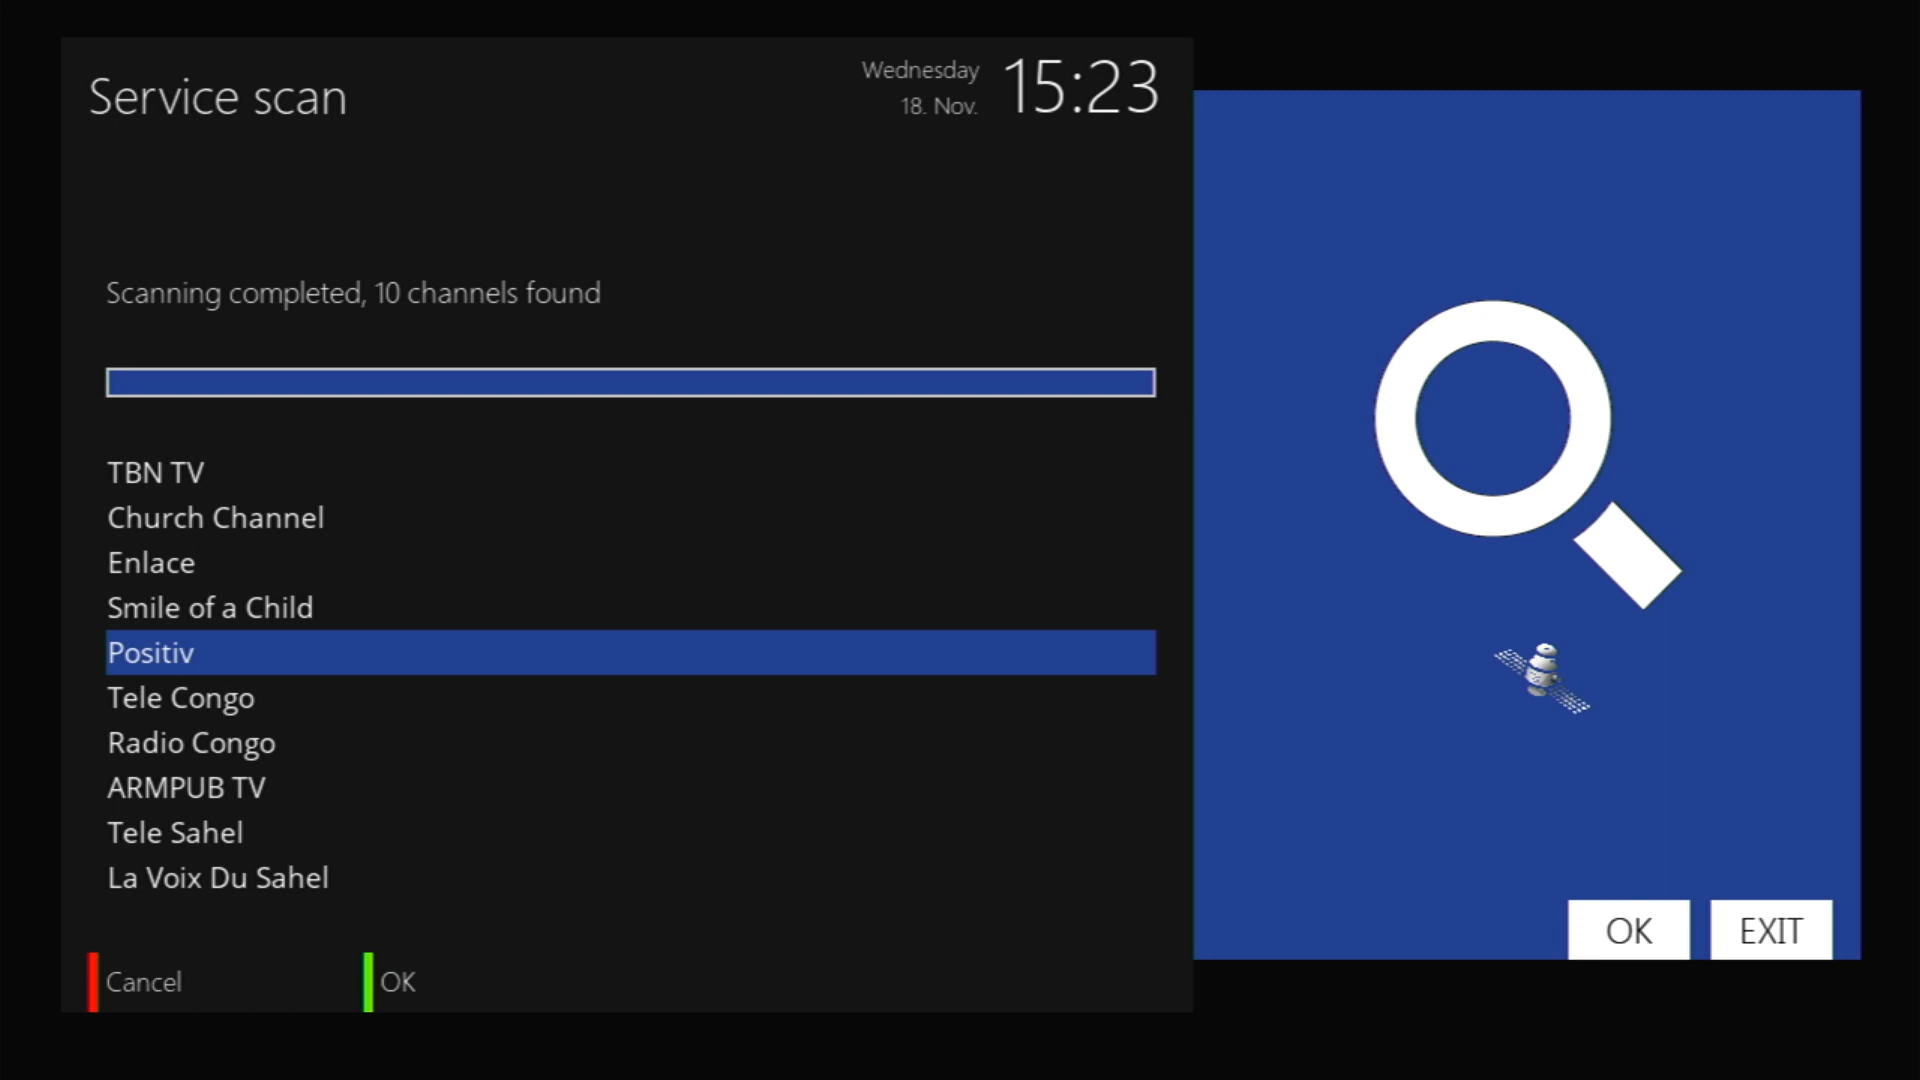 Service scan
Wednesday
18. Nov.
15:23
Scanning completed, 10 channels found
TBN TV
Church Channel
Enlace
Smile of a Child
Positiv
Tele Congo
Radio Congo
ARMPUB TV
Tele Sahel
La Voix Du Sahel
Cancel
OK
OK
EXIT